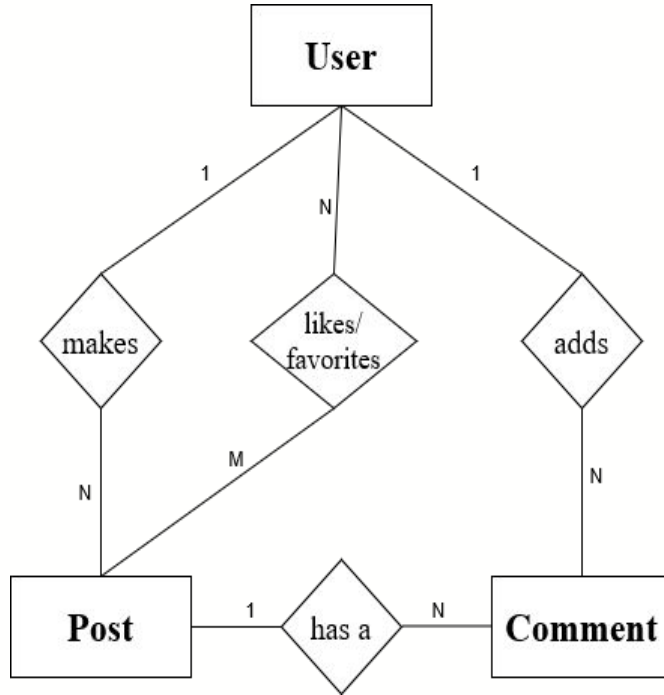 User
1
N
1
makes
likes/
favorites
adds
N
M
N
Post
1
has a
N
Comment